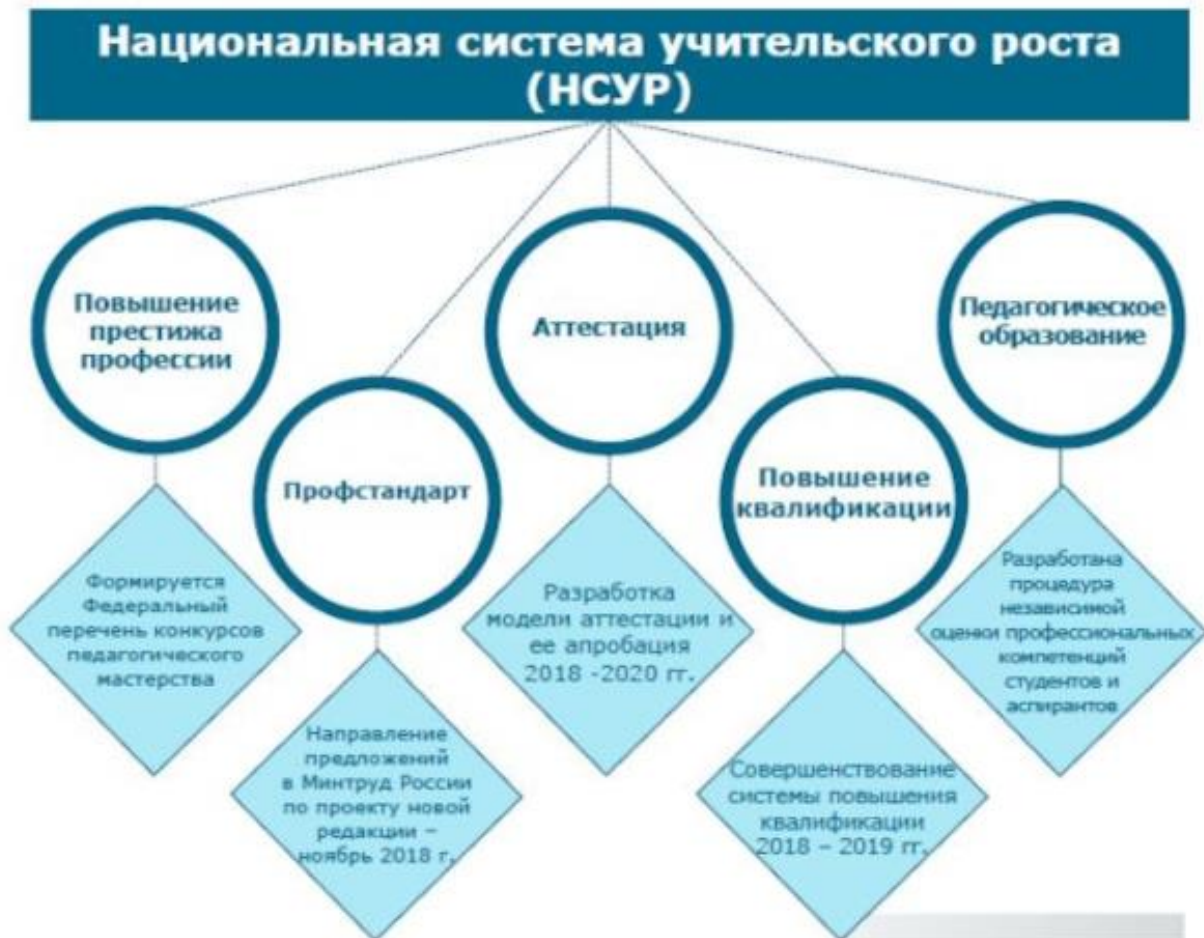 Национальная система учительского роста
(НСУР)
Повышение
престижа
профессии
Профстандарт
Аттестация
Повышение
квалификации
Педагогическое
образование
Формируется
Федеральный
перечень конкурсов
педагогического
мастерства
Направление
предложений
в Минтруд России
по проекту новой
редакции –
ноябрь 2018 г.
Разработка
модели аттестации и
ее апробация
2018 -2020 гг.
Совершенствование
системы повышения
квалификации
2018 – 2019 гг.
Разработана
процедура
независимой
оценки профессиональных
компетенций
студентов и
аспирантов